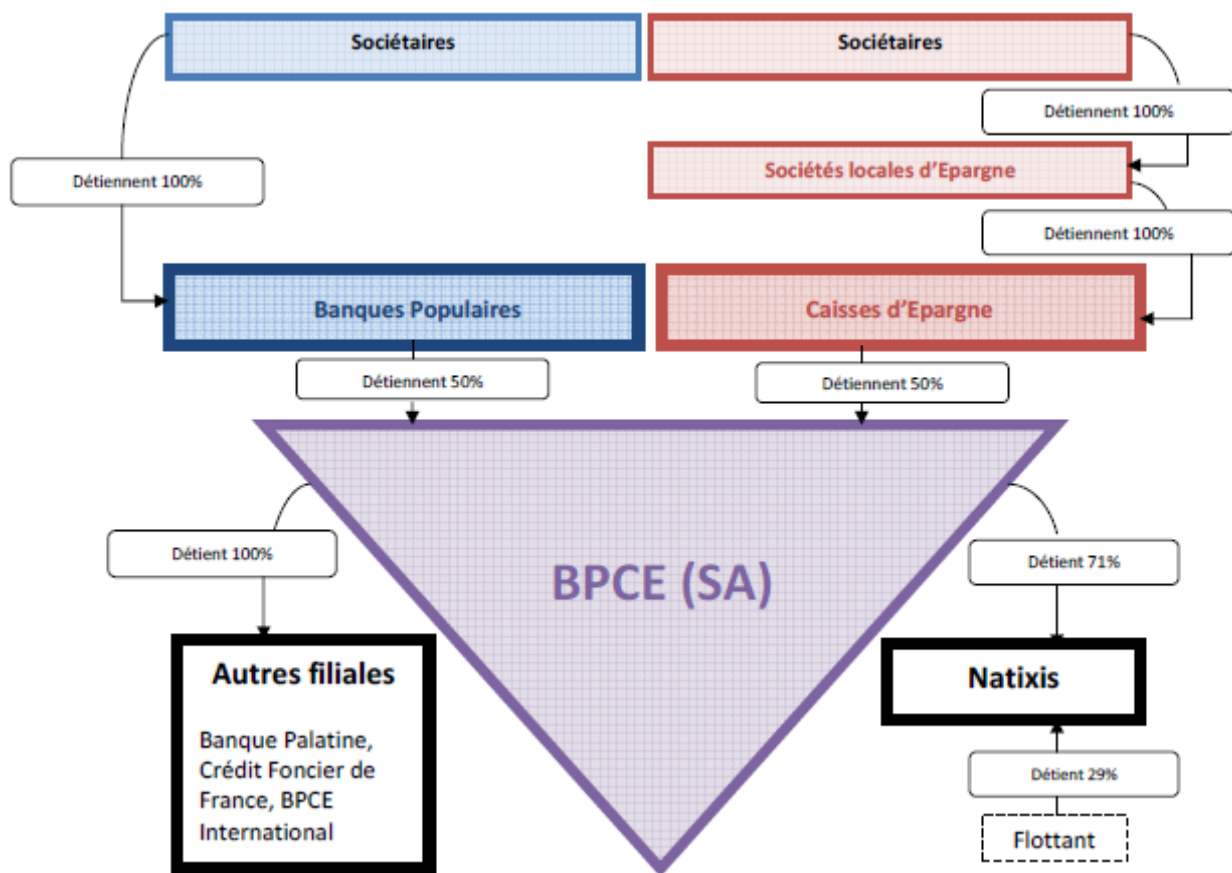 Sociétaires
Sociétaires
Détiennent 100%
Détiennent 100%
Sociétés locales d'Epargne
Détiennent 100%
Banques Populaires
Caisses d'Epargne
Détiennent 50%
Détiennent 50%
BPCE (SA)
Détient 100%
Détient 71%
Autres filiales
Banque Palatine,
Crédit Foncier de
France, BPCE
International
Natixis
Détient 29%
Flottant